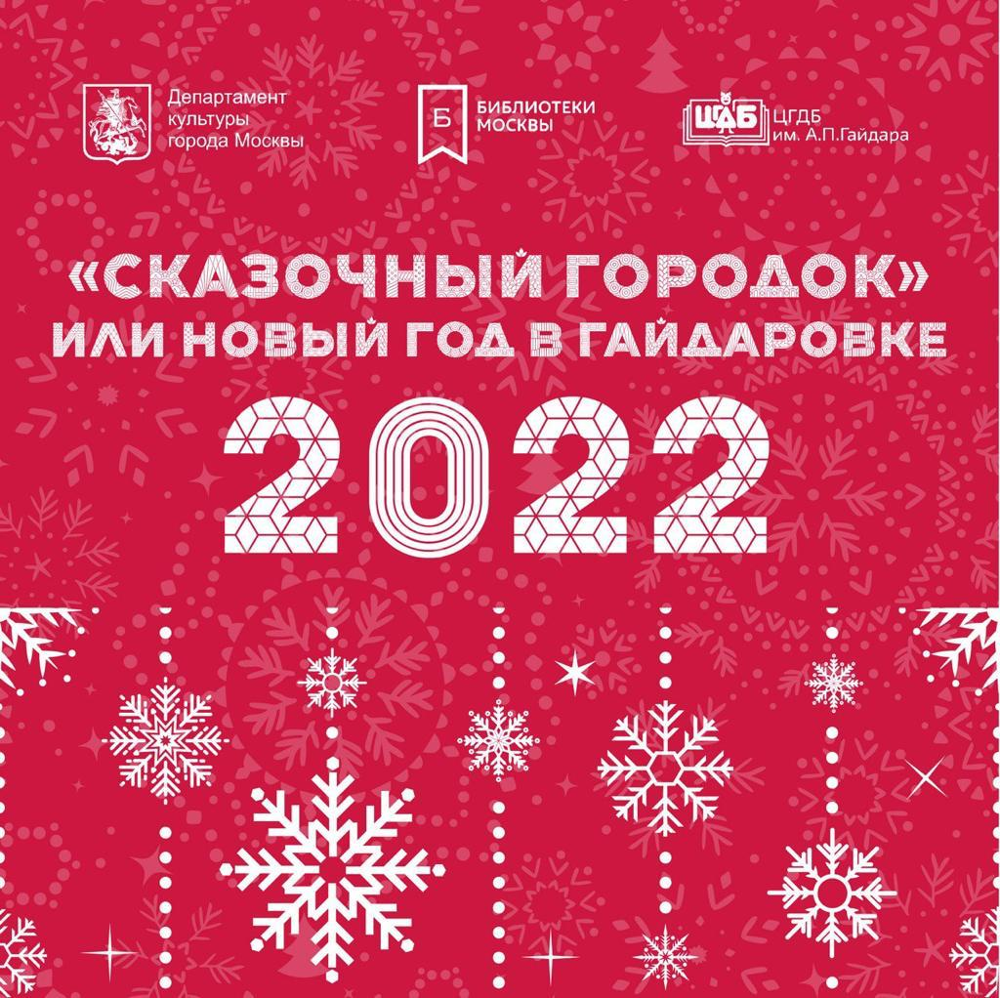 Департамент
культуры
города Москвы
Б
БИБЛИОТЕКИ
МОСКВЫ
ЦГДБ
ЦГДБ
им. А.П.Гайдара
«СКАЗОЧНЫЙ ГОРОДОК»
ИЛИ НОВЫЙ ГОД В ГАЙДАРОВКЕ
2022